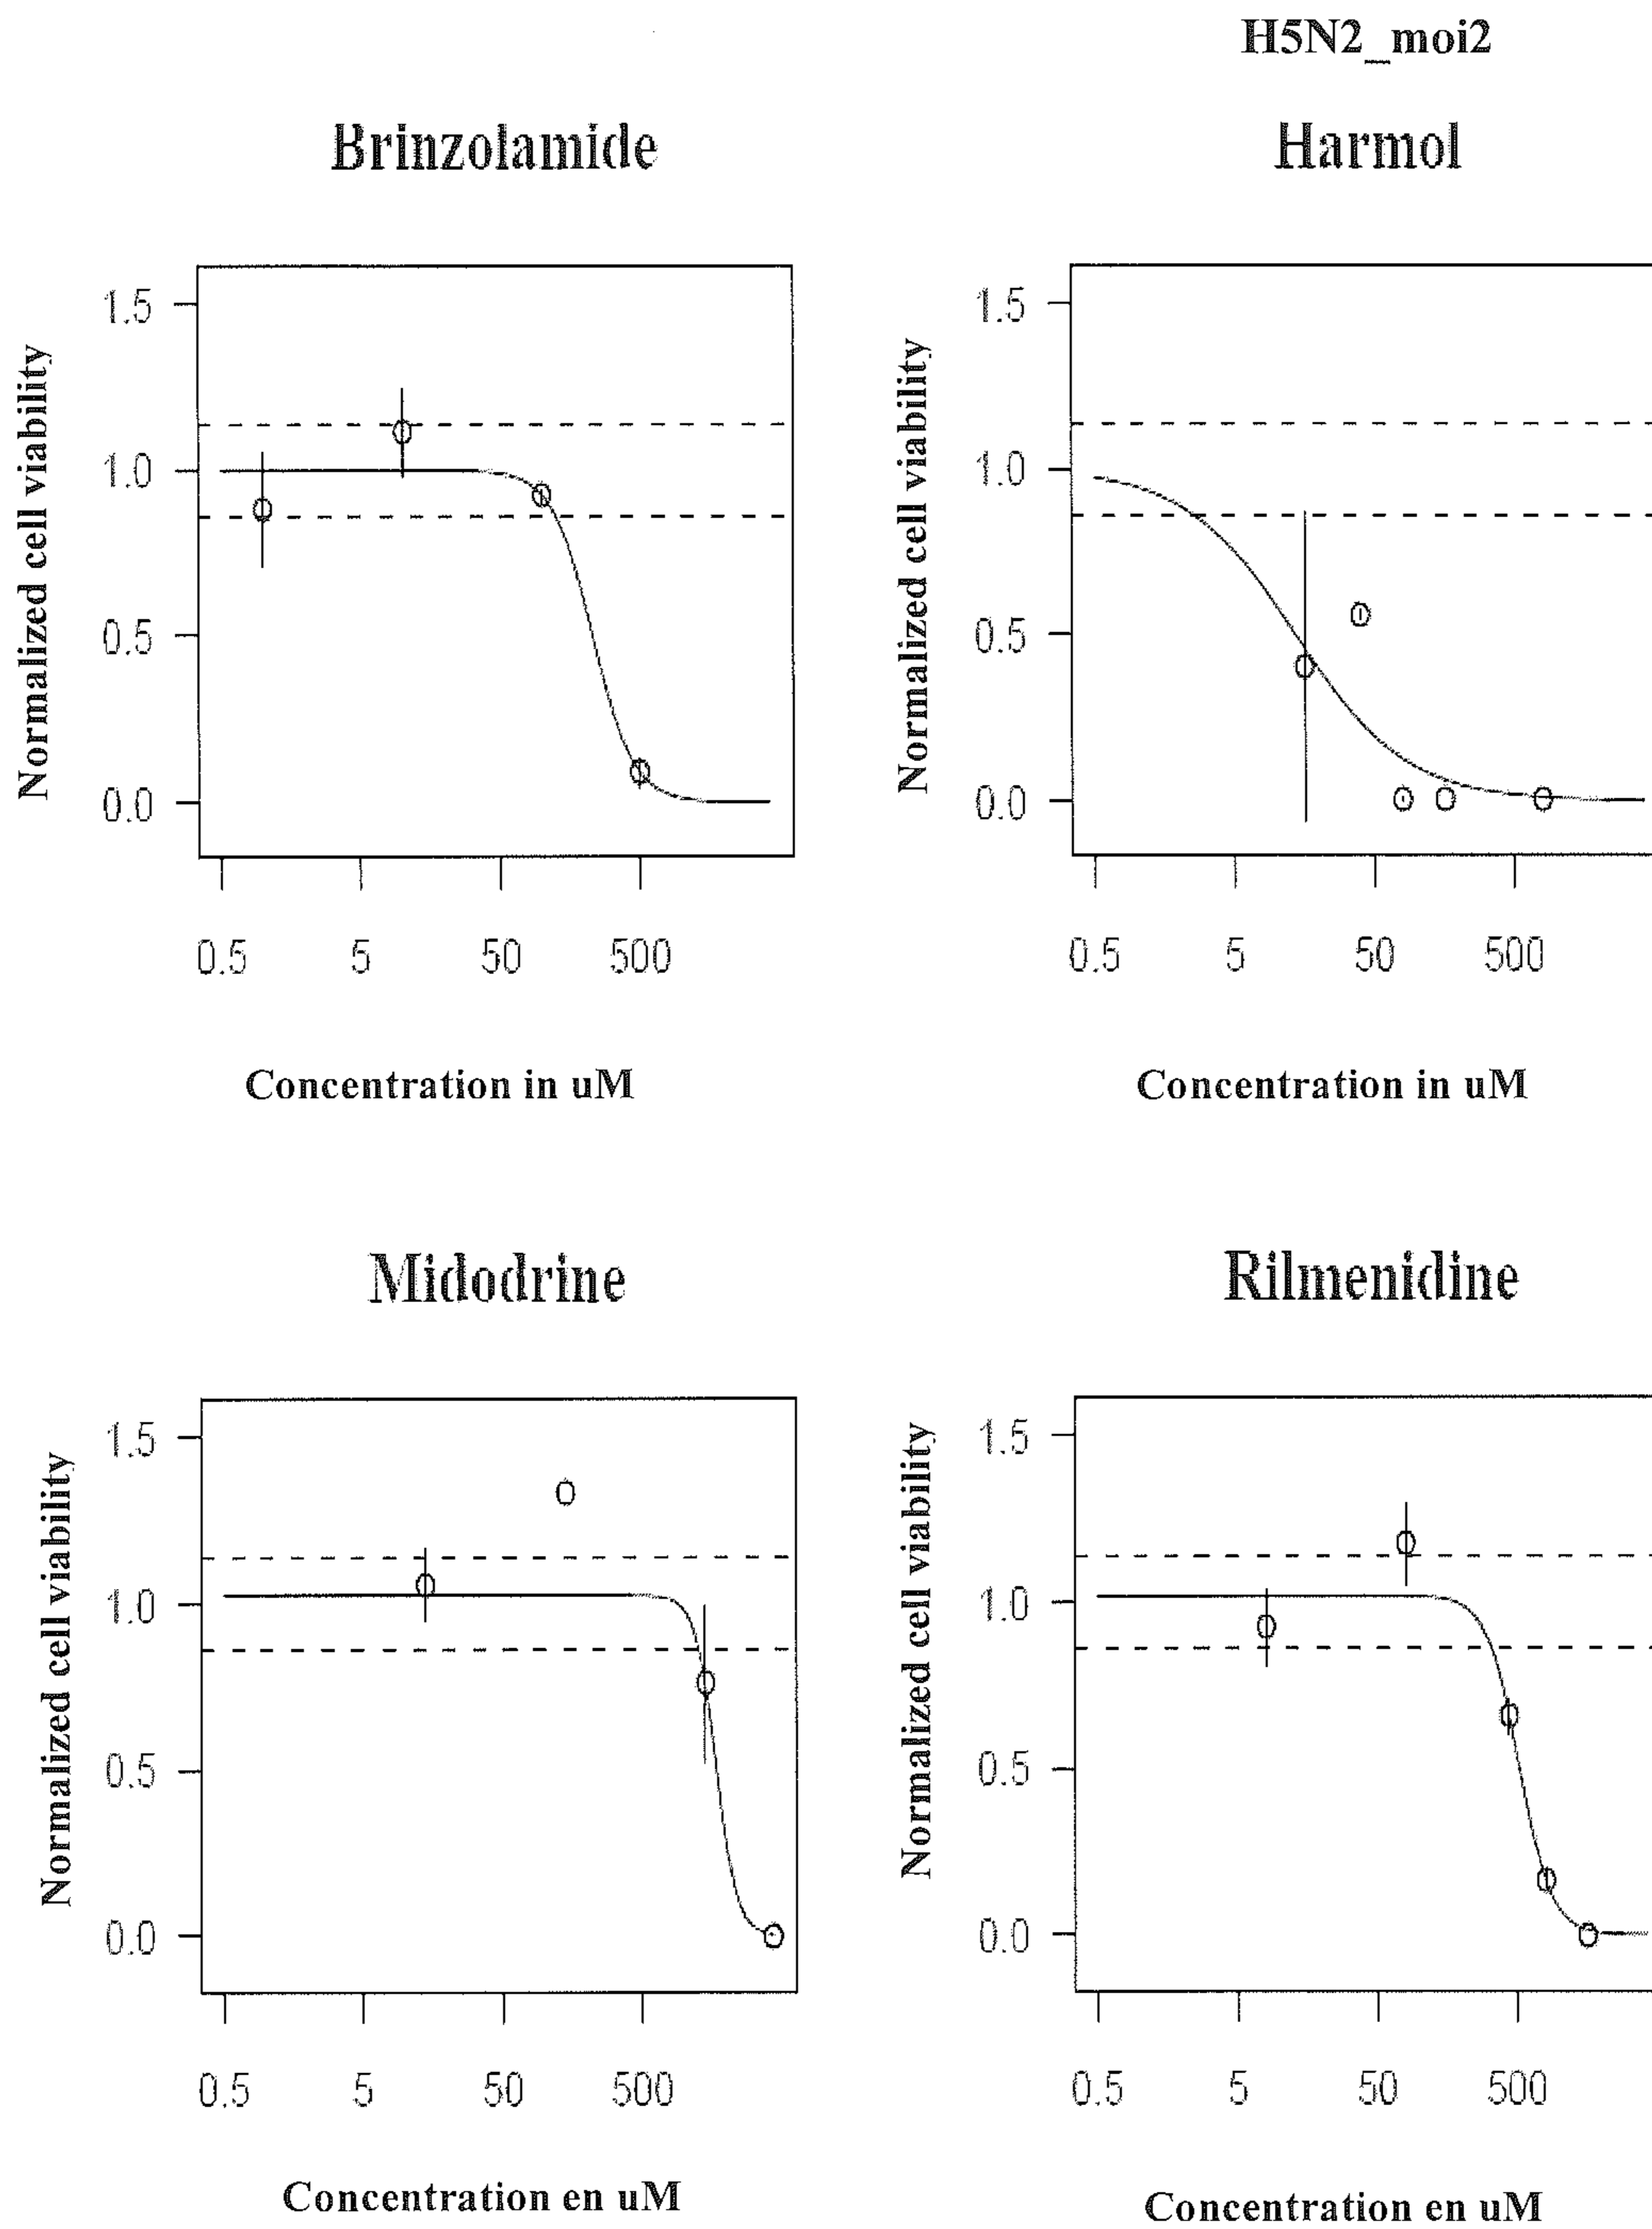 H5N2_moi2
Brinzolamide
Harmol
Normalized cell viability
1.5
1.0
0.5
0.0
0.5 5 50 500
Concentration in uM
Normalized cell viability
1.5
1.0
0.5
0.0
0.5 5 50 500
Concentration in uM
Midodrine
Rilmenidine
Normalized cell viability
1.5
1.0
0.5
0.0
0.5 5 50 500
Concentration en uM
Normalized cell viability
1.5
1.0
0.5
0.0
0.5 5 50 500
Concentration en uM